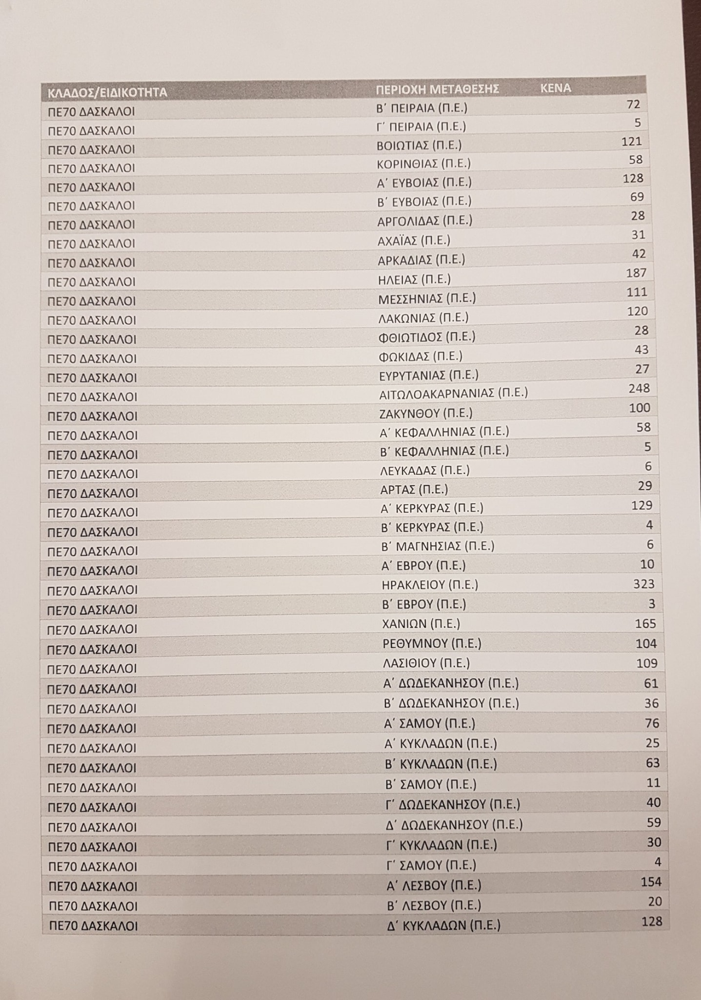 ΚΛΑΔΟΣ/ΕΙΔΙΚΟΤΗΤΑ ΠΕΡΙΟΧΗ ΜΕΤΑΘΕΣΗΣ ΚΕΝΑ
ΠΕ70 ΔΑΣΚΑΛΟΙ Β΄ ΠΕΙΡΑΙΑ (Π.Ε.) 72
ΠΕ70 ΔΑΣΚΑΛΟΙ Γ΄ ΠΕΙΡΑΙΑ (Π.Ε.) 5
ΠΕ70 ΔΑΣΚΑΛΟΙ ΒΟΙΩΤΙΑΣ (Π.Ε.) 121
ΠΕ70 ΔΑΣΚΑΛΟΙ ΚΟΡΙΝΘΙΑΣ (Π.Ε.) 58
ΠΕ70 ΔΑΣΚΑΛΟΙ Α΄ ΕΥΒΟΙΑΣ (Π.Ε.) 128
ΠΕ70 ΔΑΣΚΑΛΟΙ Β΄ ΕΥΒΟΙΑΣ (Π.Ε.) 69
ΠΕ70 ΔΑΣΚΑΛΟΙ ΑΡΓΟΛΙΔΑΣ (Π.Ε.) 28
ΠΕ70 ΔΑΣΚΑΛΟΙ ΑΧΑΪΑΣ (Π.Ε.) 31
ΠΕ70 ΔΑΣΚΑΛΟΙ ΑΡΚΑΔΙΑΣ (Π.Ε.) 42
ΠΕ70 ΔΑΣΚΑΛΟΙ ΗΛΕΙΑΣ (Π.Ε.) 187
ΠΕ70 ΔΑΣΚΑΛΟΙ ΜΕΣΣΗΝΙΑΣ (Π.Ε.) 111
ΠΕ70 ΔΑΣΚΑΛΟΙ ΛΑΚΩΝΙΑΣ (Π.Ε.) 120
ΠΕ70 ΔΑΣΚΑΛΟΙ ΦΘΙΩΤΙΔΟΣ (Π.Ε.) 28
ΠΕ70 ΔΑΣΚΑΛΟΙ ΦΩΚΙΔΑΣ (Π.Ε.) 43
ΠΕ70 ΔΑΣΚΑΛΟΙ ΕΥΡΥΤΑΝΙΑΣ (Π.Ε.) 27
ΠΕ70 ΔΑΣΚΑΛΟΙ ΑΙΤΩΛΟΑΚΑΡΝΑΝΙΑΣ (Π.Ε.) 248
ΠΕ70 ΔΑΣΚΑΛΟΙ ΖΑΚΥΝΘΟΥ (Π.Ε.) 100
ΠΕ70 ΔΑΣΚΑΛΟΙ Α΄ ΚΕΦΑΛΛΗΝΙΑΣ (Π.Ε.) 58
ΠΕ70 ΔΑΣΚΑΛΟΙ Β΄ ΚΕΦΑΛΛΗΝΙΑΣ (Π.Ε.) 5
ΠΕ70 ΔΑΣΚΑΛΟΙ ΛΕΥΚΑΔΑΣ (Π.Ε.) 6
ΠΕ70 ΔΑΣΚΑΛΟΙ ΑΡΤΑΣ (Π.Ε.) 29
ΠΕ70 ΔΑΣΚΑΛΟΙ Α΄ ΚΕΡΚΥΡΑΣ (Π.Ε.) 129
ΠΕ70 ΔΑΣΚΑΛΟΙ Β΄ ΚΕΡΚΥΡΑΣ (Π.Ε.) 4
ΠΕ70 ΔΑΣΚΑΛΟΙ Β΄ ΜΑΓΝΗΣΙΑΣ (Π.Ε.) 6
ΠΕ70 ΔΑΣΚΑΛΟΙ Α΄ ΕΒΡΟΥ (Π.Ε.) 10
ΠΕ70 ΔΑΣΚΑΛΟΙ ΗΡΑΚΛΕΙΟΥ (Π.Ε.) 323
ΠΕ70 ΔΑΣΚΑΛΟΙ Β΄ ΕΒΡΟΥ (Π.Ε.) 3
ΠΕ70 ΔΑΣΚΑΛΟΙ ΧΑΝΙΩΝ (Π.Ε.) 165
ΠΕ70 ΔΑΣΚΑΛΟΙ ΡΕΘΥΜΝΟΥ (Π.Ε.) 104
ΠΕ70 ΔΑΣΚΑΛΟΙ ΛΑΣΙΘΙΟΥ (Π.Ε.) 109
ΠΕ70 ΔΑΣΚΑΛΟΙ Α΄ ΔΩΔΕΚΑΝΗΣΟΥ (Π.Ε.) 61
ΠΕ70 ΔΑΣΚΑΛΟΙ Β΄ ΔΩΔΕΚΑΝΗΣΟΥ (Π.Ε.) 36
ΠΕ70 ΔΑΣΚΑΛΟΙ Α΄ ΣΑΜΟΥ (Π.Ε.) 76
ΠΕ70 ΔΑΣΚΑΛΟΙ Α΄ ΚΥΚΛΑΔΩΝ (Π.Ε.) 25
ΠΕ70 ΔΑΣΚΑΛΟΙ Β΄ ΚΥΚΛΑΔΩΝ (Π.Ε.) 63
ΠΕ70 ΔΑΣΚΑΛΟΙ Β΄ ΣΑΜΟΥ (Π.Ε.) 11
ΠΕ70 ΔΑΣΚΑΛΟΙ Γ΄ ΔΩΔΕΚΑΝΗΣΟΥ (Π.Ε.) 40
ΠΕ70 ΔΑΣΚΑΛΟΙ Δ΄ ΔΩΔΕΚΑΝΗΣΟΥ (Π.Ε.) 59
ΠΕ70 ΔΑΣΚΑΛΟΙ Γ΄ ΚΥΚΛΑΔΩΝ (Π.Ε.) 30
ΠΕ70 ΔΑΣΚΑΛΟΙ Γ΄ ΣΑΜΟΥ (Π.Ε.) 4
ΠΕ70 ΔΑΣΚΑΛΟΙ Α΄ ΛΕΣΒΟΥ (Π.Ε.) 154
ΠΕ70 ΔΑΣΚΑΛΟΙ Β΄ ΛΕΣΒΟΥ (Π.Ε.) 20
ΠΕ70 ΔΑΣΚΑΛΟΙ Δ΄ ΚΥΚΛΑΔΩΝ (Π.Ε.) 128